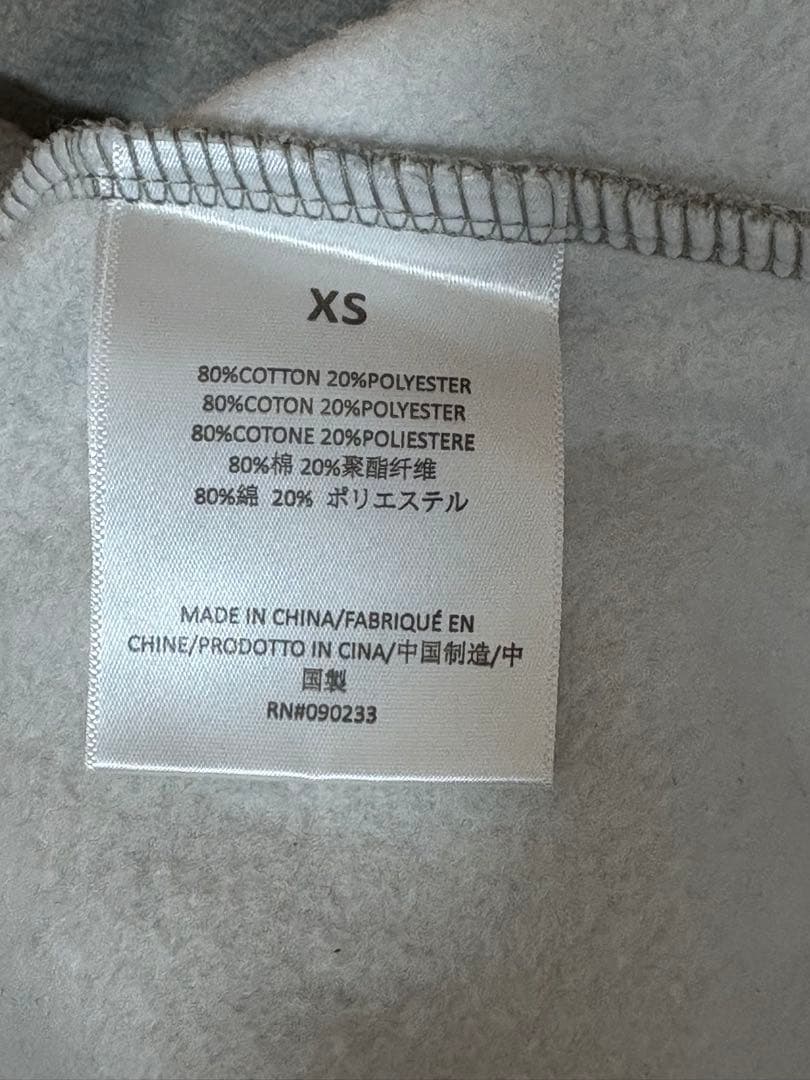 XS
80%COTTON 20%POLYESTER
80%COTON 20%POLYESTER
80%COTONE 20%POLIESTERE
80%棉 20%聚酯纤维
80%綿 20% ポリエステル
MADE IN CHINA/FABRIQUÉ EN
CHINE/PRODOTTO IN CINA/中国制造/中
国製
RN#090233